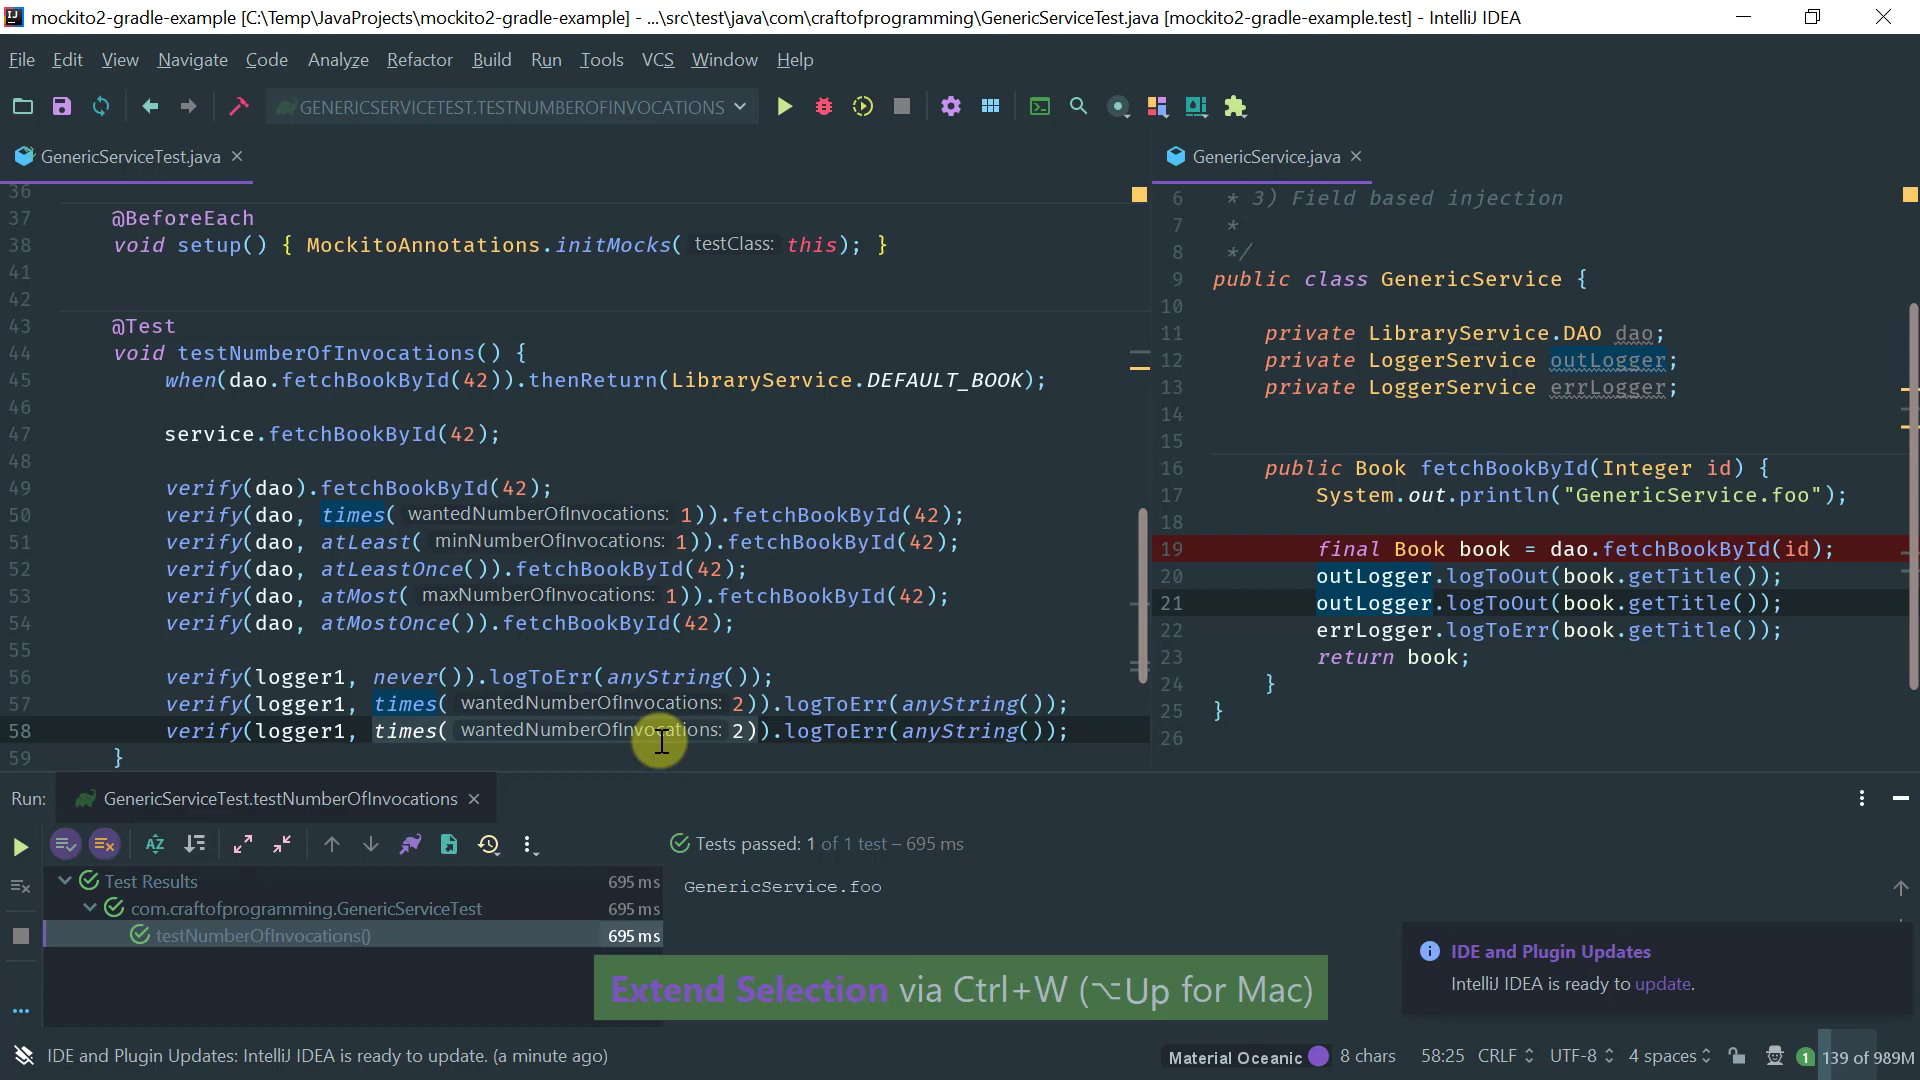 mockito2-gradle-example [C:\Temp\JavaProjects\mockito2-gradle-example] - ...\src\test\java\com\craftofprogramming\GenericServiceTest.java [mockito2-gradle-example.test] - IntelliJ IDEA
File Edit View Navigate Code Analyze Refactor Build Run Tools VCS Window Help
GENERICSERVICETEST.TESTNUMBEROFINVOCATIONS
GenericServiceTest.java
36
37 @BeforeEach
38 void setup() { MockitoAnnotations.initMocks( testClass: this); }
41
42
43 @Test
44 void testNumberOfInvocations() {
45 when(dao.fetchBookById(42)).thenReturn(LibraryService.DEFAULT_BOOK);
46
47 service.fetchBookById(42);
48
49 verify(dao).fetchBookById(42);
50 verify(dao, times( wantedNumberOfInvocations: 1)).fetchBookById(42);
51 verify(dao, atLeast( minNumberOfInvocations: 1)).fetchBookById(42);
52 verify(dao, atLeastOnce()).fetchBookById(42);
53 verify(dao, atMost( maxNumberOfInvocations: 1)).fetchBookById(42);
54 verify(dao, atMostOnce()).fetchBookById(42);
55
56 verify(logger1, never()).logToErr(anyString());
57 verify(logger1, times( wantedNumberOfInvocations: 2)).logToErr(anyString());
58 verify(logger1, times( wantedNumberOfInvocations: 2)).logToErr(anyString());
59 }
GenericService.java
6 * 3) Field based injection
7 *
8 */
9 public class GenericService {
10
11 private LibraryService.DAO dao;
12 private LoggerService outLogger;
13 private LoggerService errLogger;
14
15
16 public Book fetchBookById(Integer id) {
17 System.out.println("GenericService.foo");
18
19 final Book book = dao.fetchBookById(id);
20 outLogger.logToOut(book.getTitle());
21 outLogger.logToOut(book.getTitle());
22 errLogger.logToErr(book.getTitle());
23 return book;
24 }
25 }
26
Run: GenericServiceTest.testNumberOfInvocations
Tests passed: 1 of 1 test – 695 ms
Test Results 695 ms
com.craftofprogramming.GenericServiceTest 695 ms
testNumberOfInvocations() 695 ms
GenericService.foo
Extend Selection via Ctrl+W (⌥Up for Mac)
IDE and Plugin Updates
IntelliJ IDEA is ready to update.
IDE and Plugin Updates: IntelliJ IDEA is ready to update. (a minute ago)
Material Oceanic 8 chars 58:25 CRLF UTF-8 4 spaces 1 139 of 989M